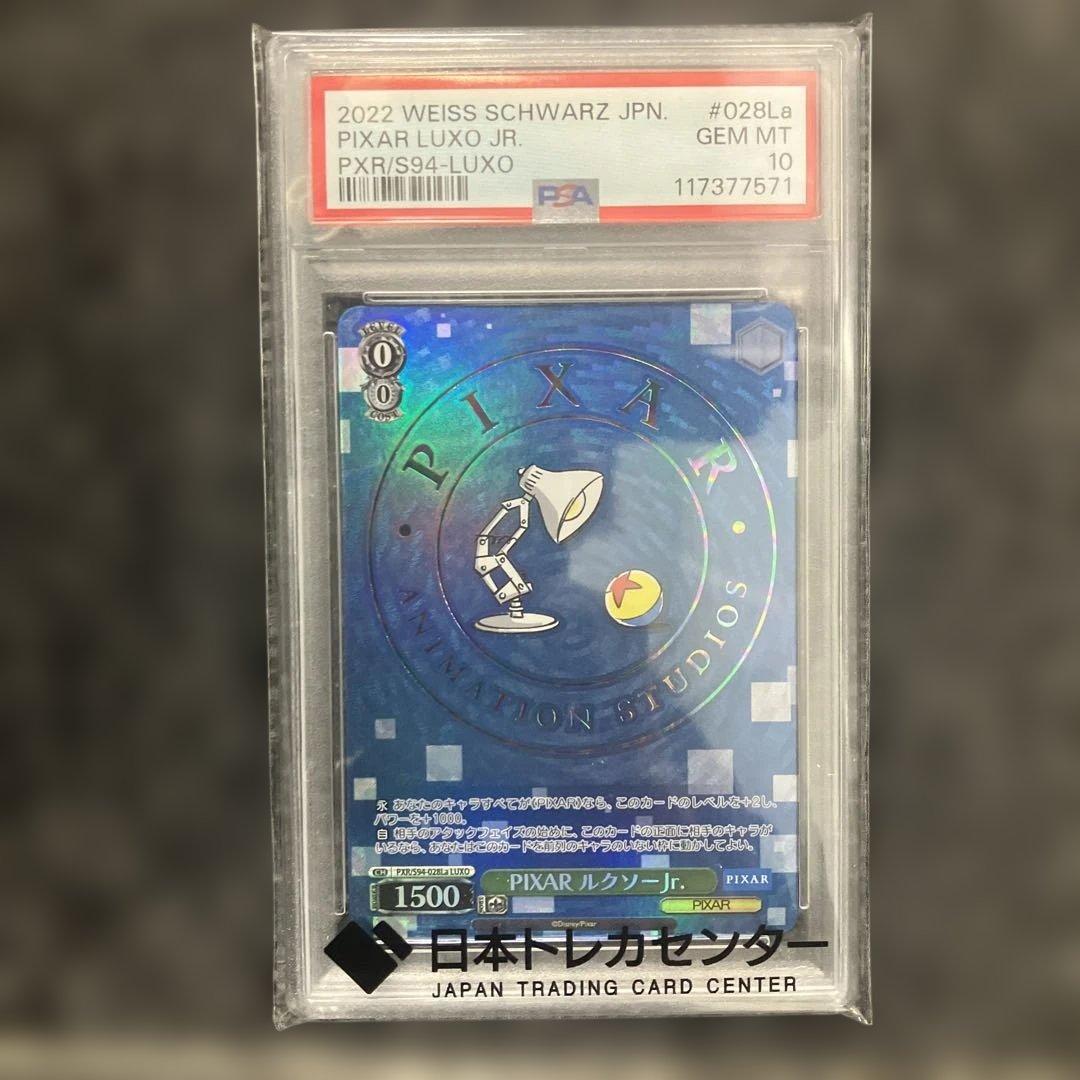 2022 WEISS SCHWARZ JPN. #028La
PIXAR LUXO JR. GEM MT
PXR/S94-LUXO 10
PSA 117377571
LEVEL
0
0
COST
PIXAR
ANIMATION STUDIOS
永 あなたのキャラすべてが《PIXAR》なら、このカードのレベルを+2し、
パワーを+1000。
自 相手のアタックフェイズの始めに、このカードの正面に相手のキャラが
いるなら、あなたはこのカードを前列のキャラのいない枠に動かしてよい。
CH PXR/S94-028La LUXO
1500 PIXAR ルクソーJr. PIXAR
PIXAR
©Disney/Pixar
日本トレカセンター
JAPAN TRADING CARD CENTER